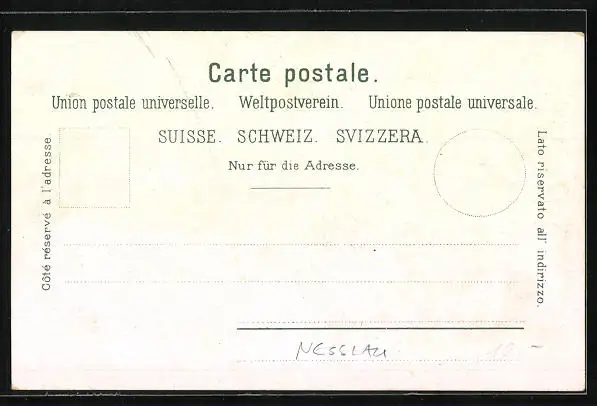 Carte postale.
Union postale universelle. Weltpostverein. Unione postale universale.
SUISSE. SCHWEIZ. SVIZZERA.
Nur für die Adresse.
Côté réservé à l'adresse.
Lato riservato all' indirizzo.
NESSLAU